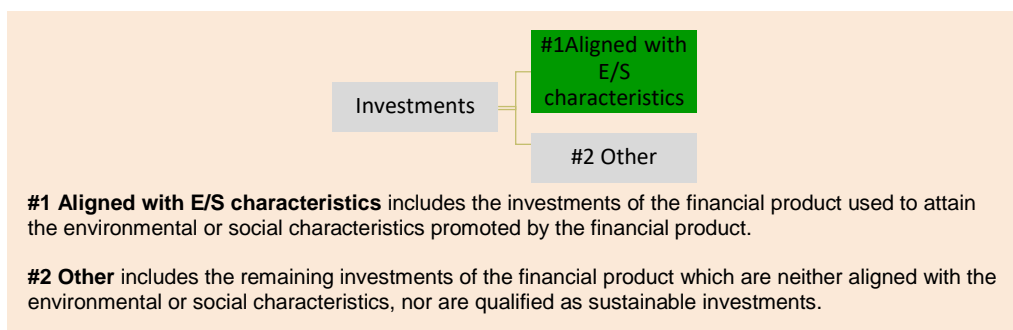 #1Aligned with
E/S
characteristics
Investments
#2 Other
#1 Aligned with E/S characteristics includes the investments of the financial product used to attain
the environmental or social characteristics promoted by the financial product.
#2 Other includes the remaining investments of the financial product which are neither aligned with the
environmental or social characteristics, nor are qualified as sustainable investments.